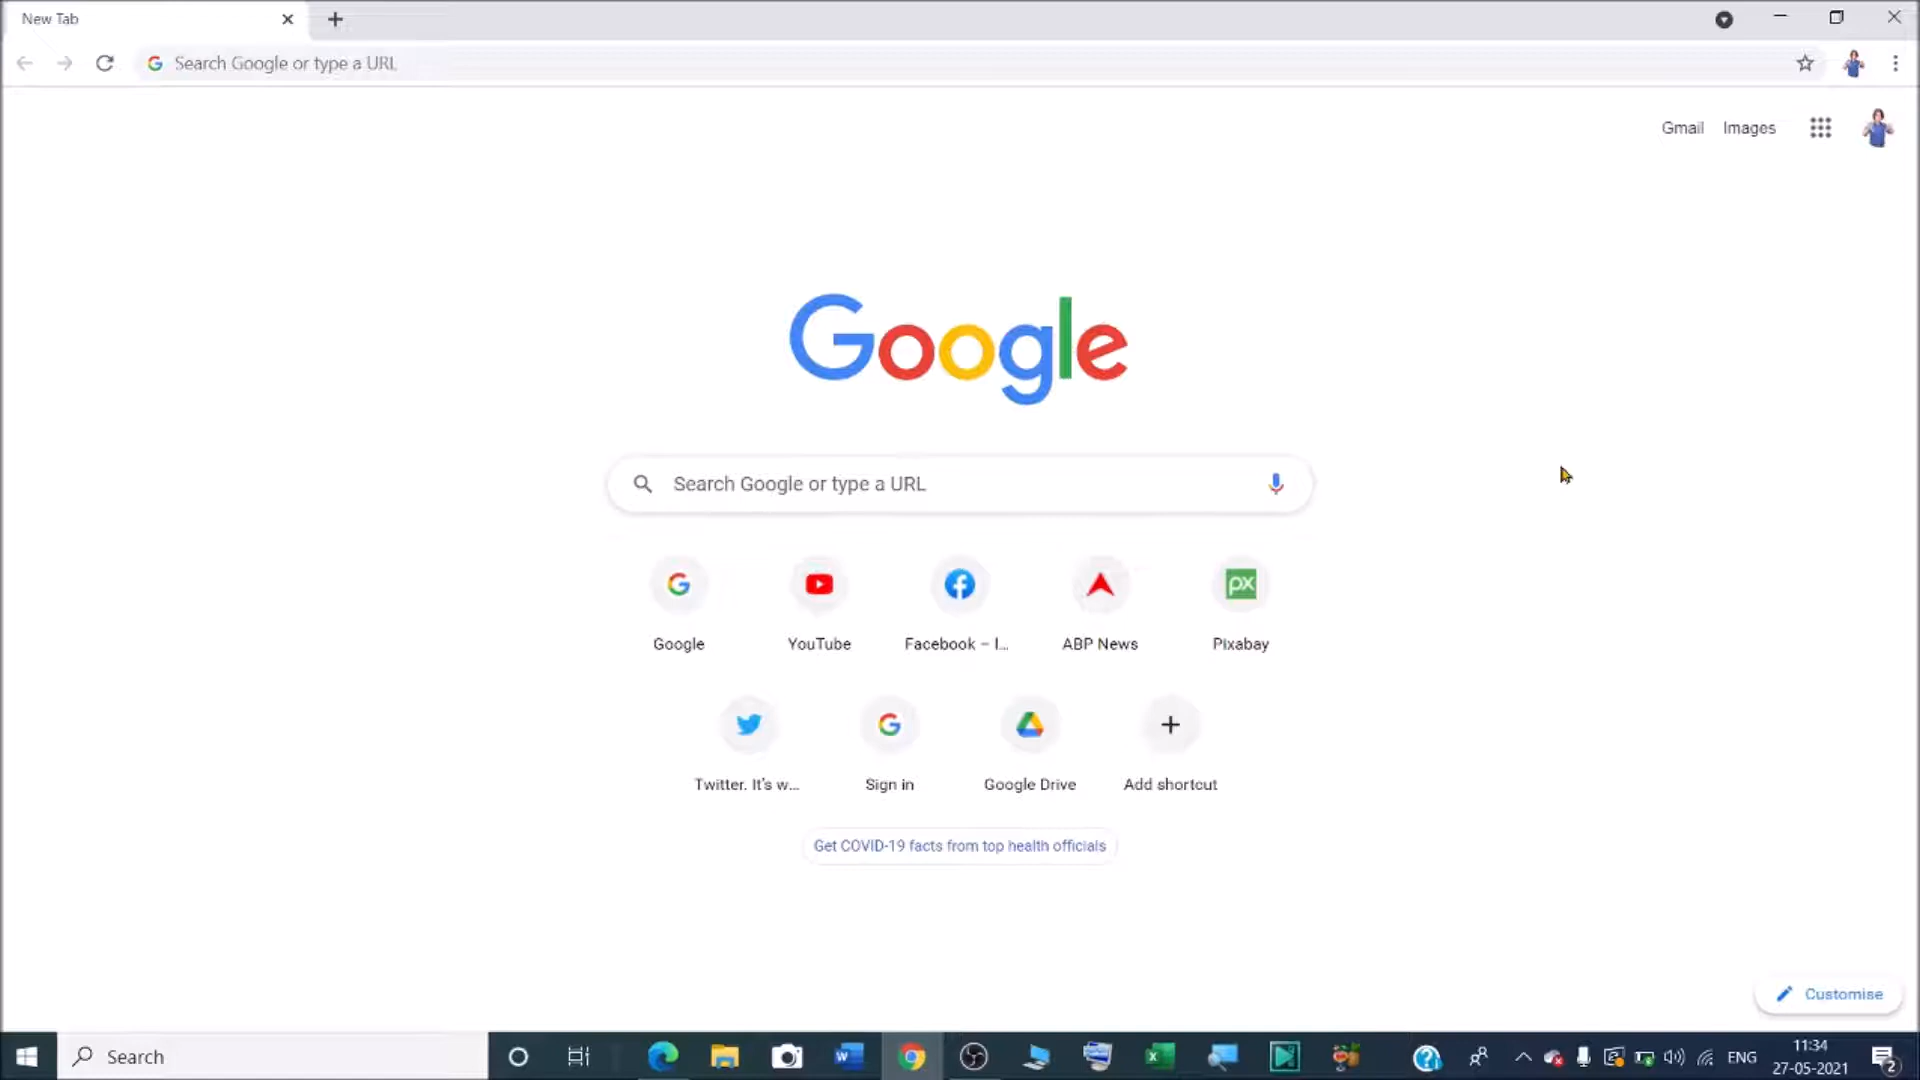 New Tab
Search Google or type a URL
Gmail Images
Google
Search Google or type a URL
px
Google YouTube Facebook – I... ABP News Pixabay
Twitter. It's w... Sign in Google Drive Add shortcut
Get COVID-19 facts from top health officials
Customise
Search
ENG
11:34
27-05-2021
2